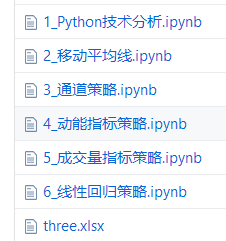 1_Python技术分析.ipynb
2_移动平均线.ipynb
3_通道策略.ipynb
4_动能指标策略.ipynb
5_成交量指标策略.ipynb
6_线性回归策略.ipynb
three.xlsx